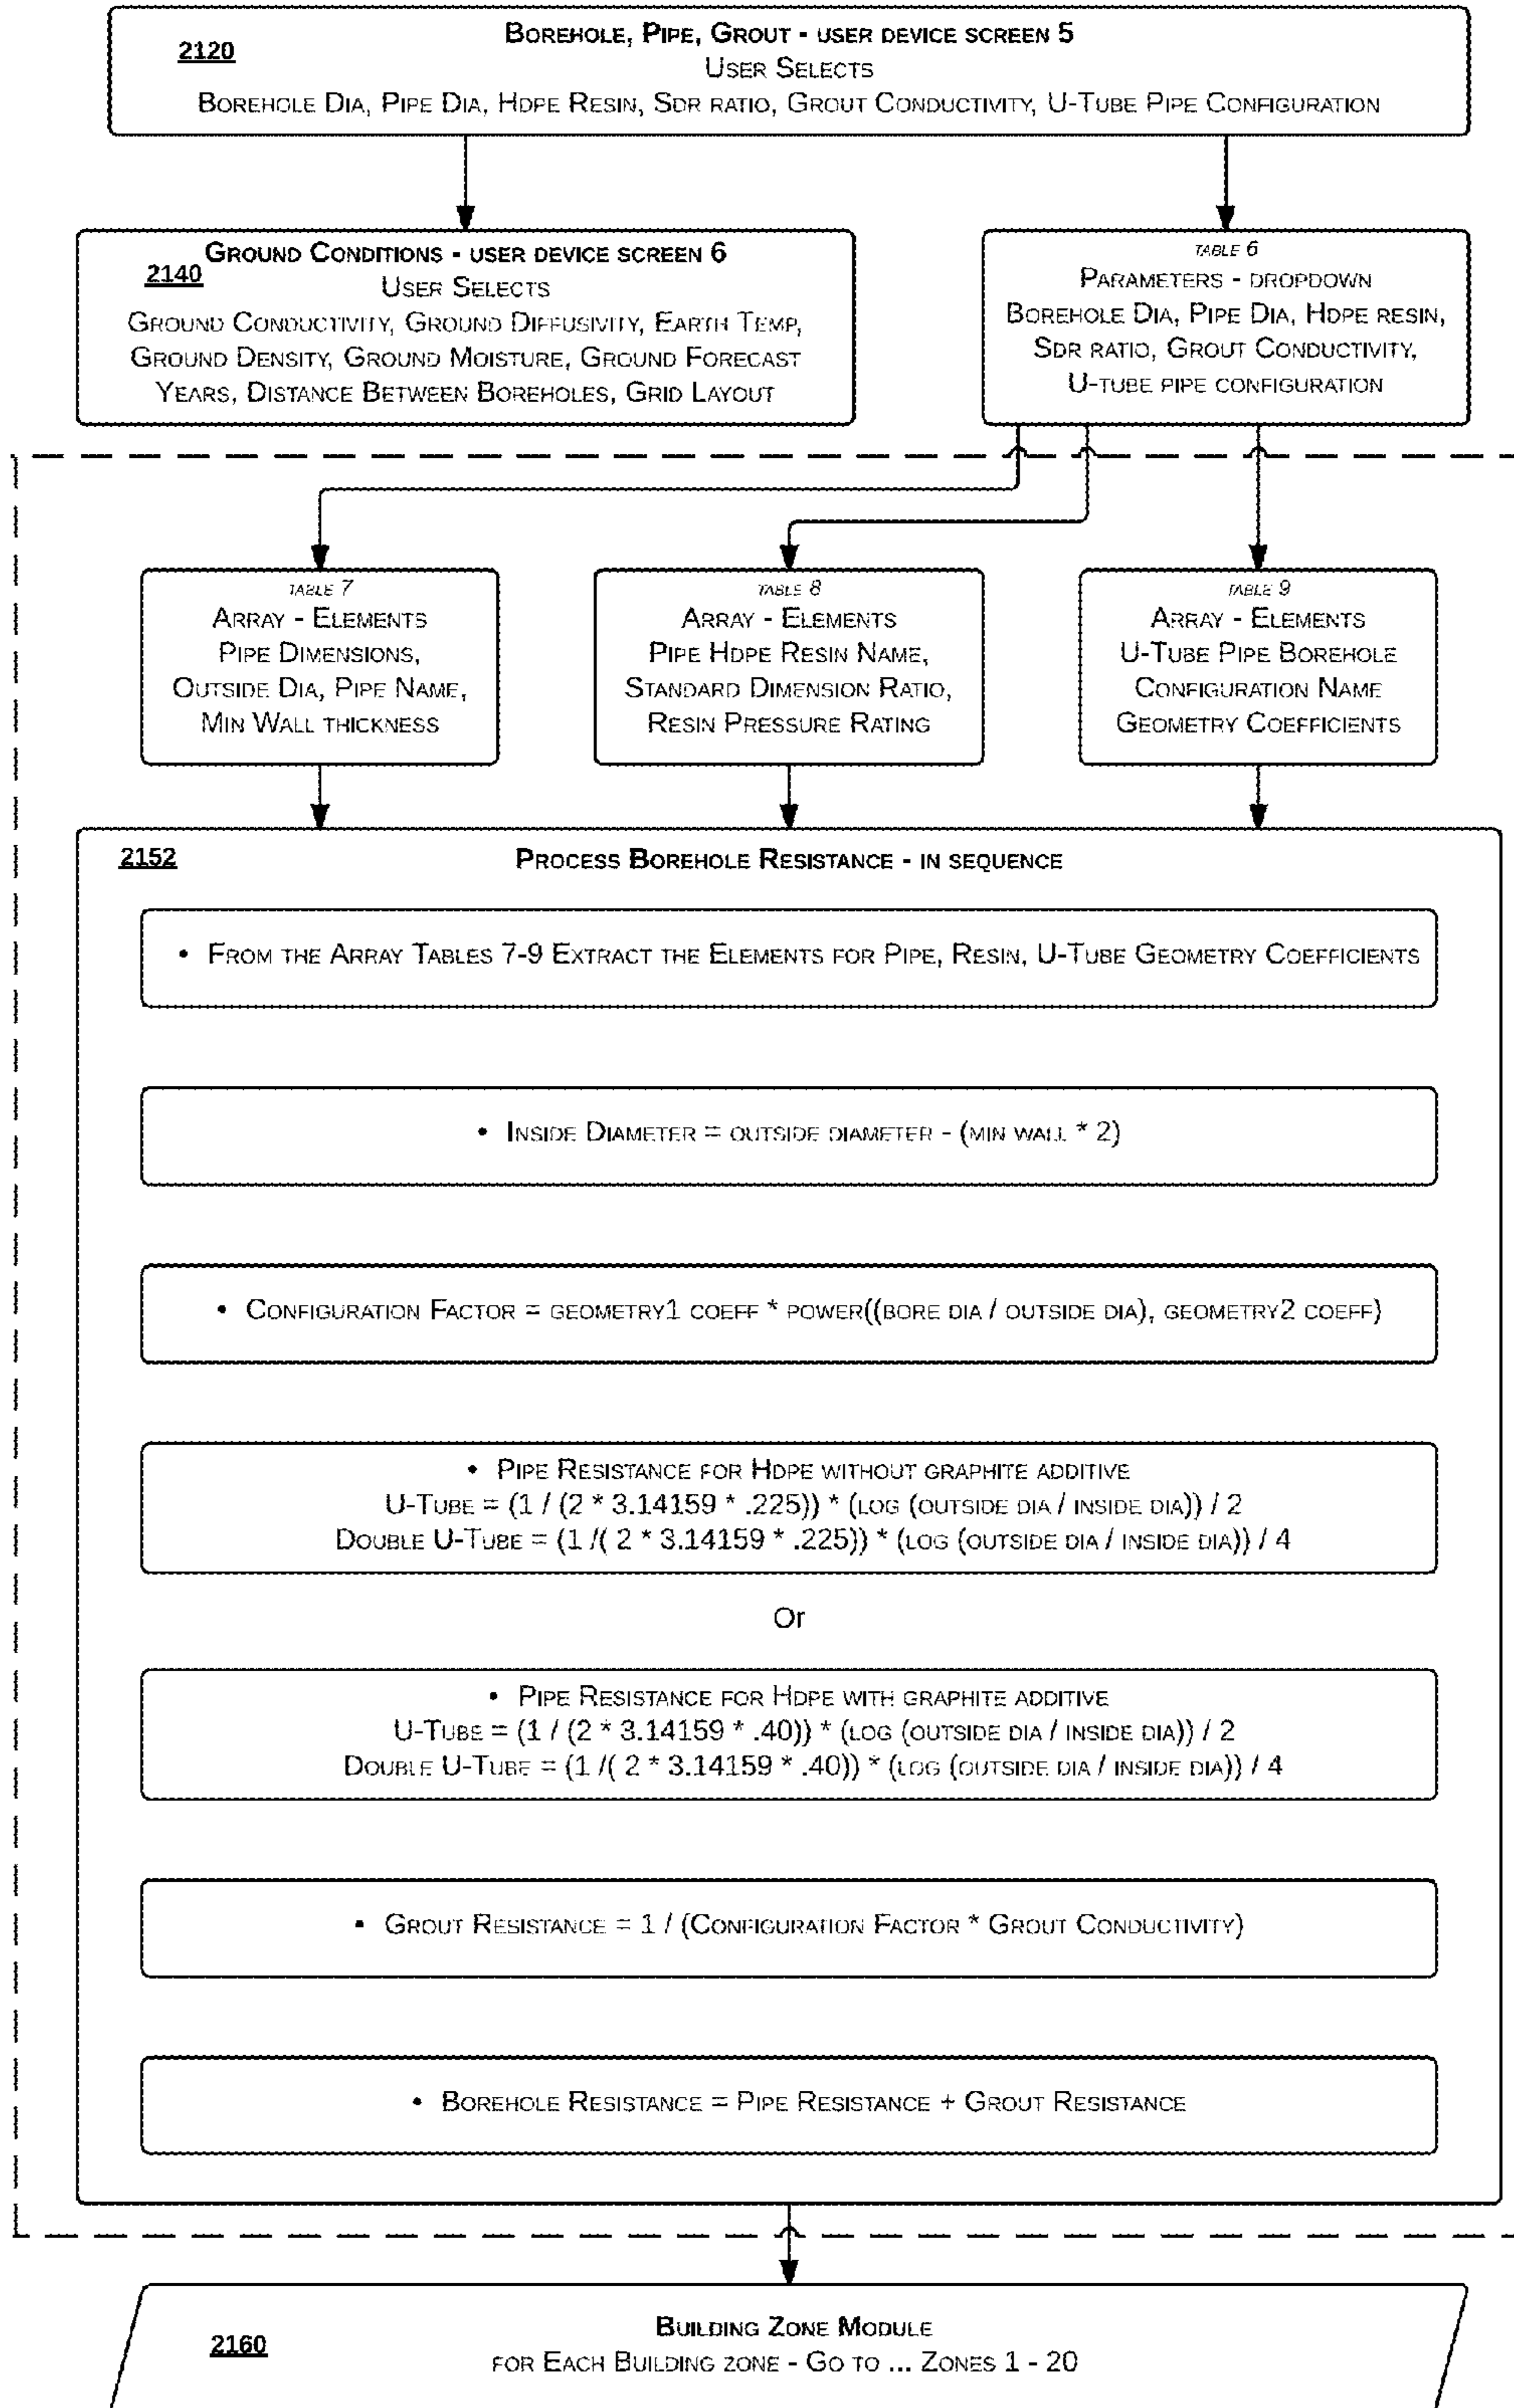 2120
Borehole, Pipe, Grout - user device screen 5
User Selects
Borehole Dia, Pipe Dia, Hdpe Resin, Sdr ratio, Grout Conductivity, U-Tube Pipe Configuration
Ground Conditions - user device screen 6
2140
User Selects
Ground Conductivity, Ground Diffusivity, Earth Temp,
Ground Density, Ground Moisture, Ground Forecast
Years, Distance Between Boreholes, Grid Layout
table 6
Parameters - dropdown
Borehole Dia, Pipe Dia, Hdpe resin,
Sdr ratio, Grout Conductivity,
U-tube pipe configuration
table 7
Array - Elements
Pipe Dimensions,
Outside Dia, Pipe Name,
Min Wall thickness
table 8
Array - Elements
Pipe Hdpe Resin Name,
Standard Dimension Ratio,
Resin Pressure Rating
table 9
Array - Elements
U-Tube Pipe Borehole
Configuration Name
Geometry Coefficients
2152
Process Borehole Resistance - in sequence
• From the Array Tables 7-9 Extract the Elements for Pipe, Resin, U-Tube Geometry Coefficients
• Inside Diameter = outside diameter - (min wall * 2)
• Configuration Factor = geometry1 coeff * power((bore dia / outside dia), geometry2 coeff)
• Pipe Resistance for Hdpe without graphite additive
U-Tube = (1 / (2 * 3.14159 * .225)) * (log (outside dia / inside dia)) / 2
Double U-Tube = (1 /( 2 * 3.14159 * .225)) * (log (outside dia / inside dia)) / 4
Or
• Pipe Resistance for Hdpe with graphite additive
U-Tube = (1 / (2 * 3.14159 * .40)) * (log (outside dia / inside dia)) / 2
Double U-Tube = (1 /( 2 * 3.14159 * .40)) * (log (outside dia / inside dia)) / 4
• Grout Resistance = 1 / (Configuration Factor * Grout Conductivity)
• Borehole Resistance = Pipe Resistance + Grout Resistance
2160
Building Zone Module
for Each Building zone - Go to ... Zones 1 - 20